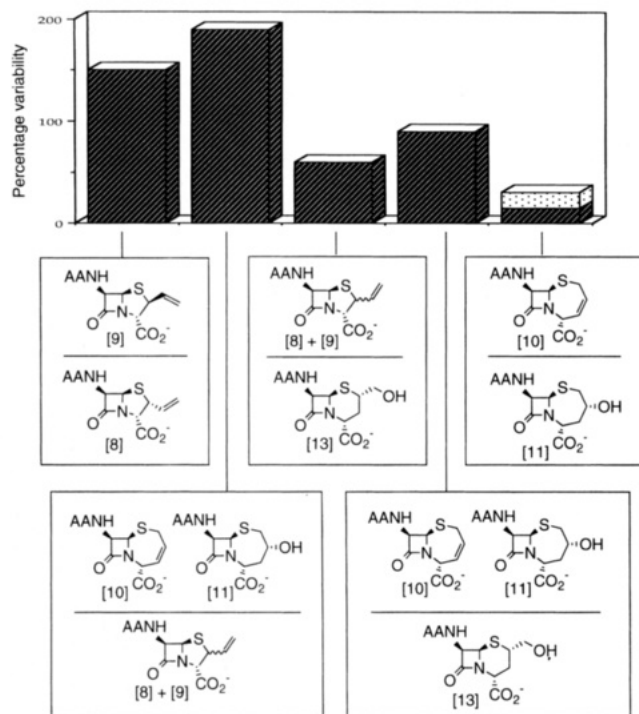 Percentage variability
200
100
0
AANH
S
O
N
CO₂⁻
[9]
AANH
S
O
N
CO₂⁻
[8]
AANH
S
O
N
CO₂⁻
[8] + [9]
AANH
S
OH
O
N
CO₂⁻
[13]
AANH
S
O
N
CO₂⁻
[10]
AANH
S
OH
O
N
CO₂⁻
[11]
AANH
S
O
N
CO₂⁻
[10]
AANH
S
OH
O
N
CO₂⁻
[11]
AANH
S
O
N
CO₂⁻
[8] + [9]
AANH
S
O
N
CO₂⁻
[10]
AANH
S
OH
O
N
CO₂⁻
[11]
AANH
S
OH
O
N
CO₂⁻
[13]